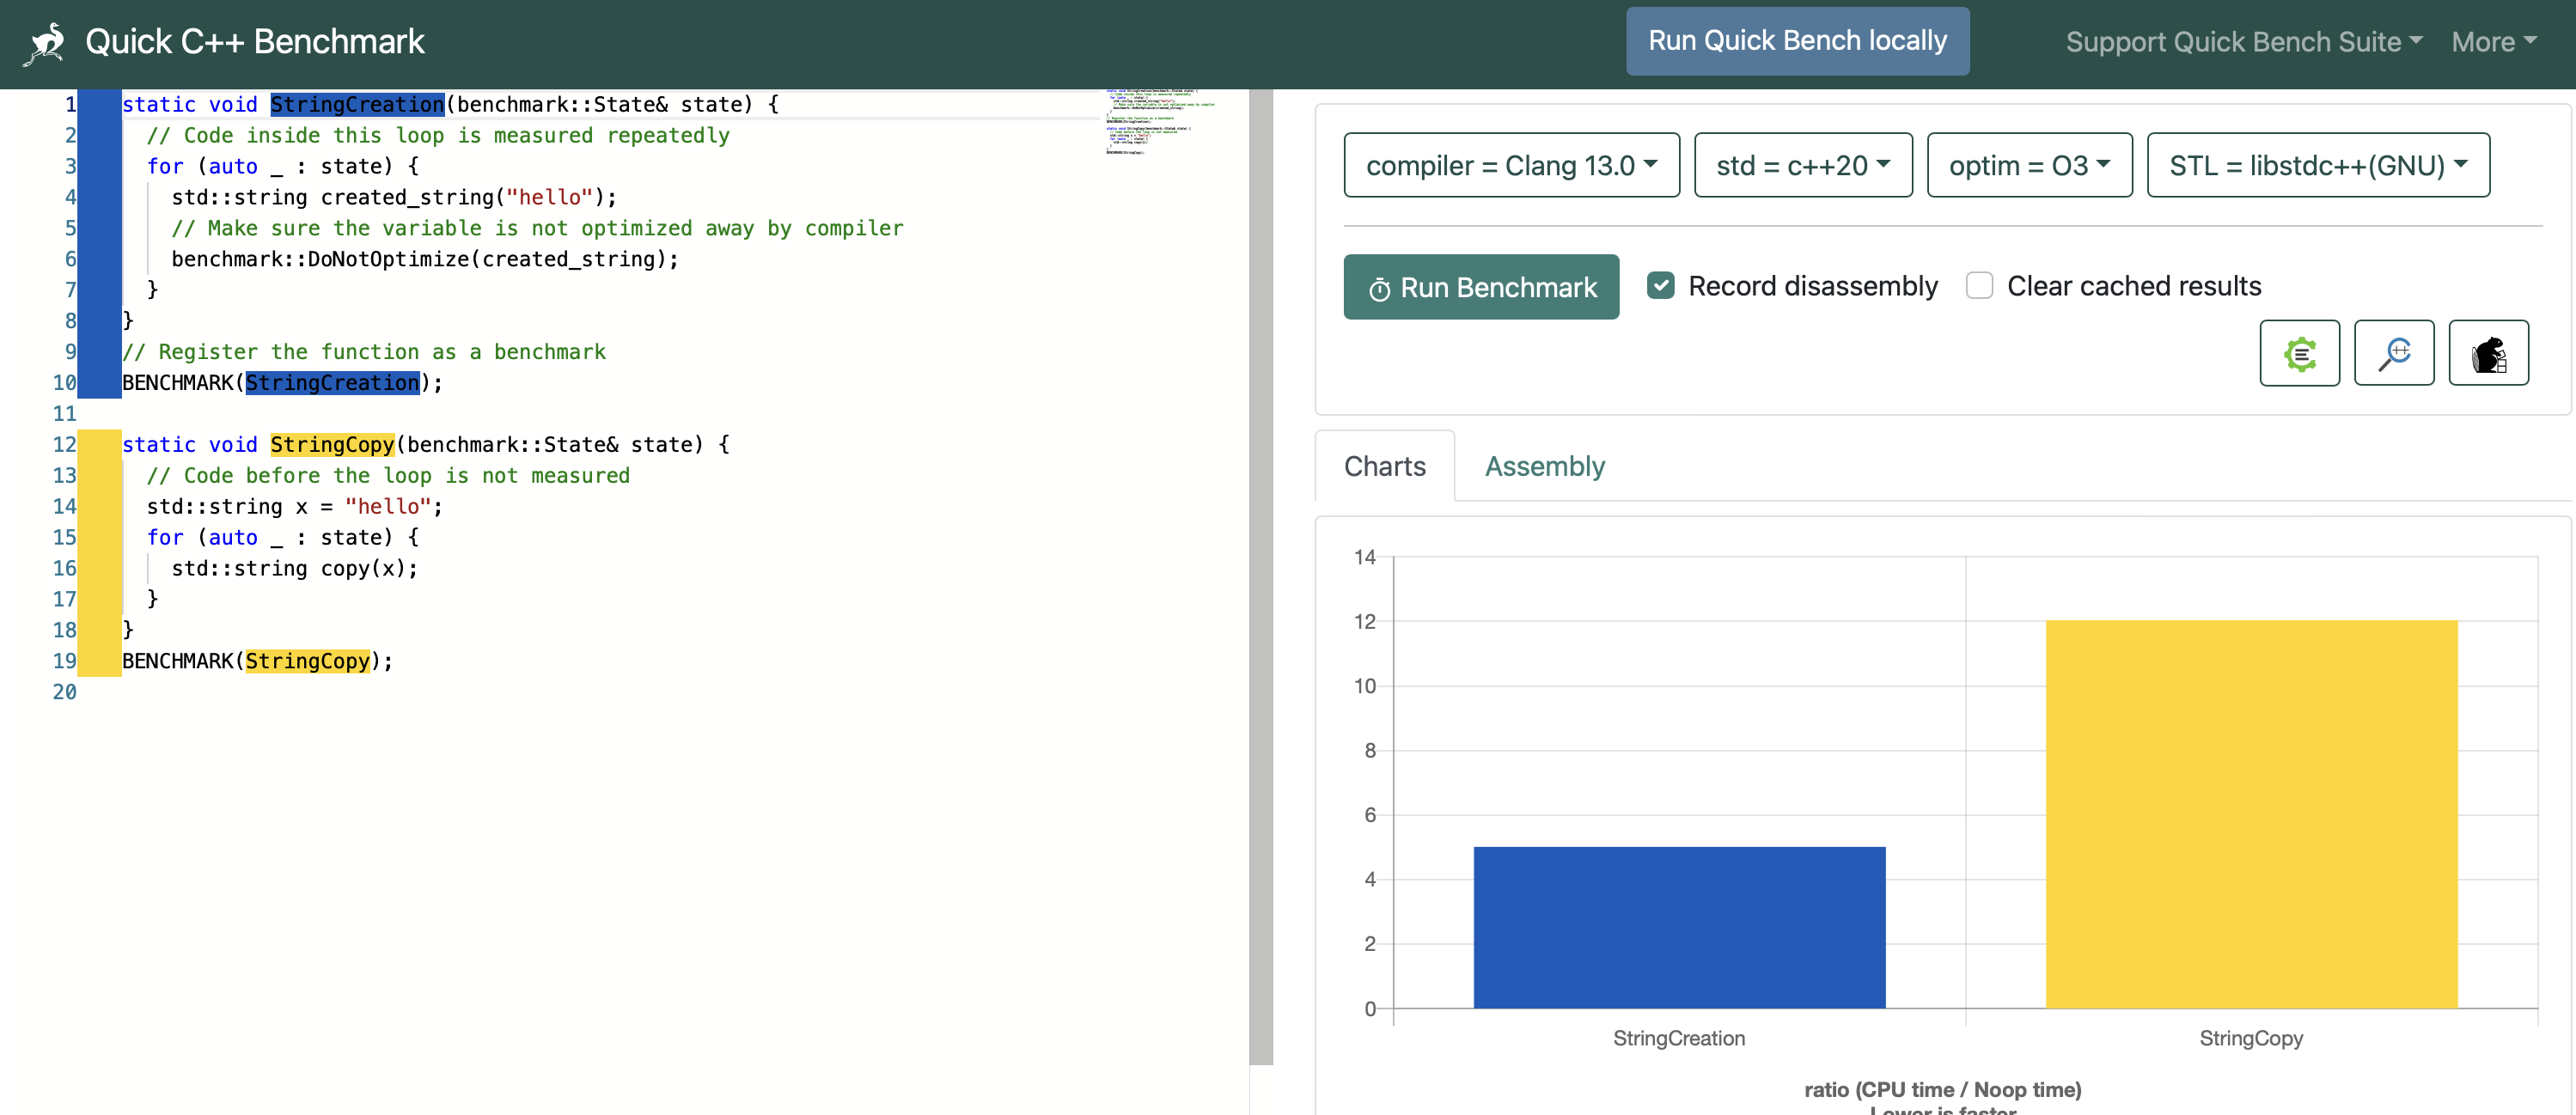 Quick C++ Benchmark
Run Quick Bench locally
Support Quick Bench Suite
More
1 static void StringCreation(benchmark::State& state) {
2 // Code inside this loop is measured repeatedly
3 for (auto _ : state) {
4 std::string created_string("hello");
5 // Make sure the variable is not optimized away by compiler
6 benchmark::DoNotOptimize(created_string);
7 }
8 }
9 // Register the function as a benchmark
10 BENCHMARK(StringCreation);
11
12 static void StringCopy(benchmark::State& state) {
13 // Code before the loop is not measured
14 std::string x = "hello";
15 for (auto _ : state) {
16 std::string copy(x);
17 }
18 }
19 BENCHMARK(StringCopy);
20
compiler = Clang 13.0
std = c++20
optim = O3
STL = libstdc++(GNU)
Run Benchmark
Record disassembly
Clear cached results
Charts
Assembly
14
12
10
8
6
4
2
0
StringCreation
StringCopy
ratio (CPU time / Noop time)
Lower is faster